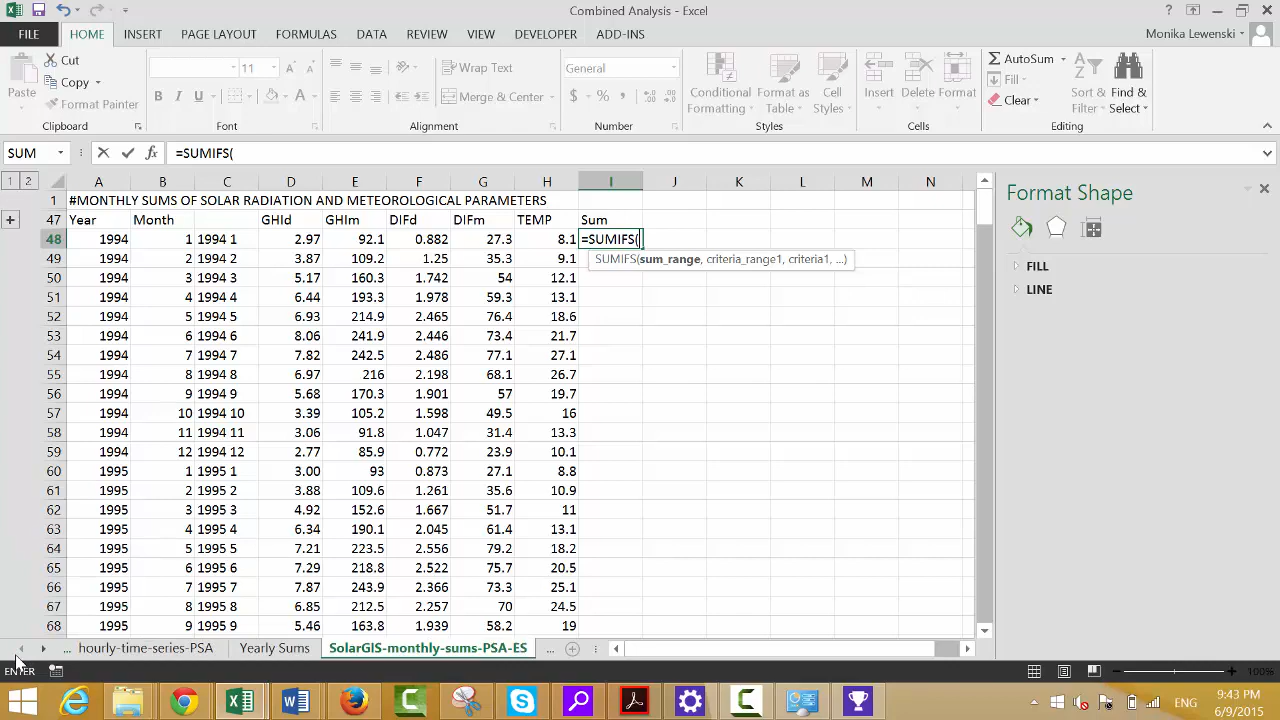 Combined Analysis - Excel
FILE HOME INSERT PAGE LAYOUT FORMULAS DATA REVIEW VIEW DEVELOPER ADD-INS Monika Lewenski
Cut
Copy
Format Painter
Paste
Clipboard
11
Font
Wrap Text
Merge & Center
Alignment
General
Number
Conditional Formatting
Format as Table
Cell Styles
Styles
Insert Delete Format
Cells
AutoSum
Fill
Clear
Sort & Filter
Find & Select
Editing
SUM =SUMIFS(
1 2 A B C D E F G H I J K L M N
1 #MONTHLY SUMS OF SOLAR RADIATION AND METEOROLOGICAL PARAMETERS
47 Year Month GHId GHIm DIFd DIFm TEMP Sum
48 1994 1 1994 1 2.97 92.1 0.882 27.3 8.1 =SUMIFS(
49 1994 2 1994 2 3.87 109.2 1.25 35.3 9.1
SUMIFS(sum_range, criteria_range1, criteria1, ...)
50 1994 3 1994 3 5.17 160.3 1.742 54 12.1
51 1994 4 1994 4 6.44 193.3 1.978 59.3 13.1
52 1994 5 1994 5 6.93 214.9 2.465 76.4 18.6
53 1994 6 1994 6 8.06 241.9 2.446 73.4 21.7
54 1994 7 1994 7 7.82 242.5 2.486 77.1 27.1
55 1994 8 1994 8 6.97 216 2.198 68.1 26.7
56 1994 9 1994 9 5.68 170.3 1.901 57 19.7
57 1994 10 1994 10 3.39 105.2 1.598 49.5 16
58 1994 11 1994 11 3.06 91.8 1.047 31.4 13.3
59 1994 12 1994 12 2.77 85.9 0.772 23.9 10.1
60 1995 1 1995 1 3.00 93 0.873 27.1 8.8
61 1995 2 1995 2 3.88 109.6 1.261 35.6 10.9
62 1995 3 1995 3 4.92 152.6 1.667 51.7 11
63 1995 4 1995 4 6.34 190.1 2.045 61.4 13.1
64 1995 5 1995 5 7.21 223.5 2.556 79.2 18.2
65 1995 6 1995 6 7.29 218.8 2.522 75.7 20.5
66 1995 7 1995 7 7.87 243.9 2.366 73.3 25.1
67 1995 8 1995 8 6.85 212.5 2.257 70 24.5
68 1995 9 1995 9 5.46 163.8 1.939 58.2 19
Format Shape
FILL
LINE
... hourly-time-series-PSA Yearly Sums SolarGIS-monthly-sums-PSA-ES ...
ENTER 100%
ENG
9:43 PM
6/9/2015